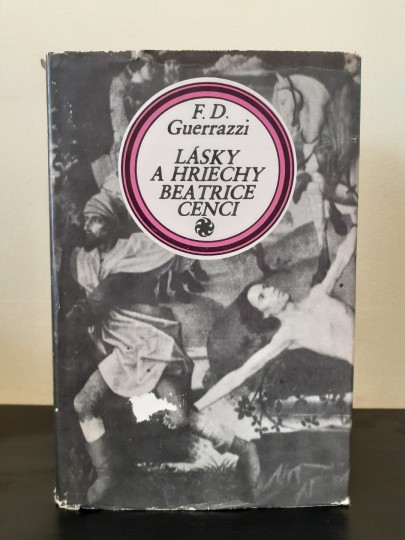 F. D.
Guerrazzi
LÁSKY
A HRIECHY
BEATRICE
CENCI